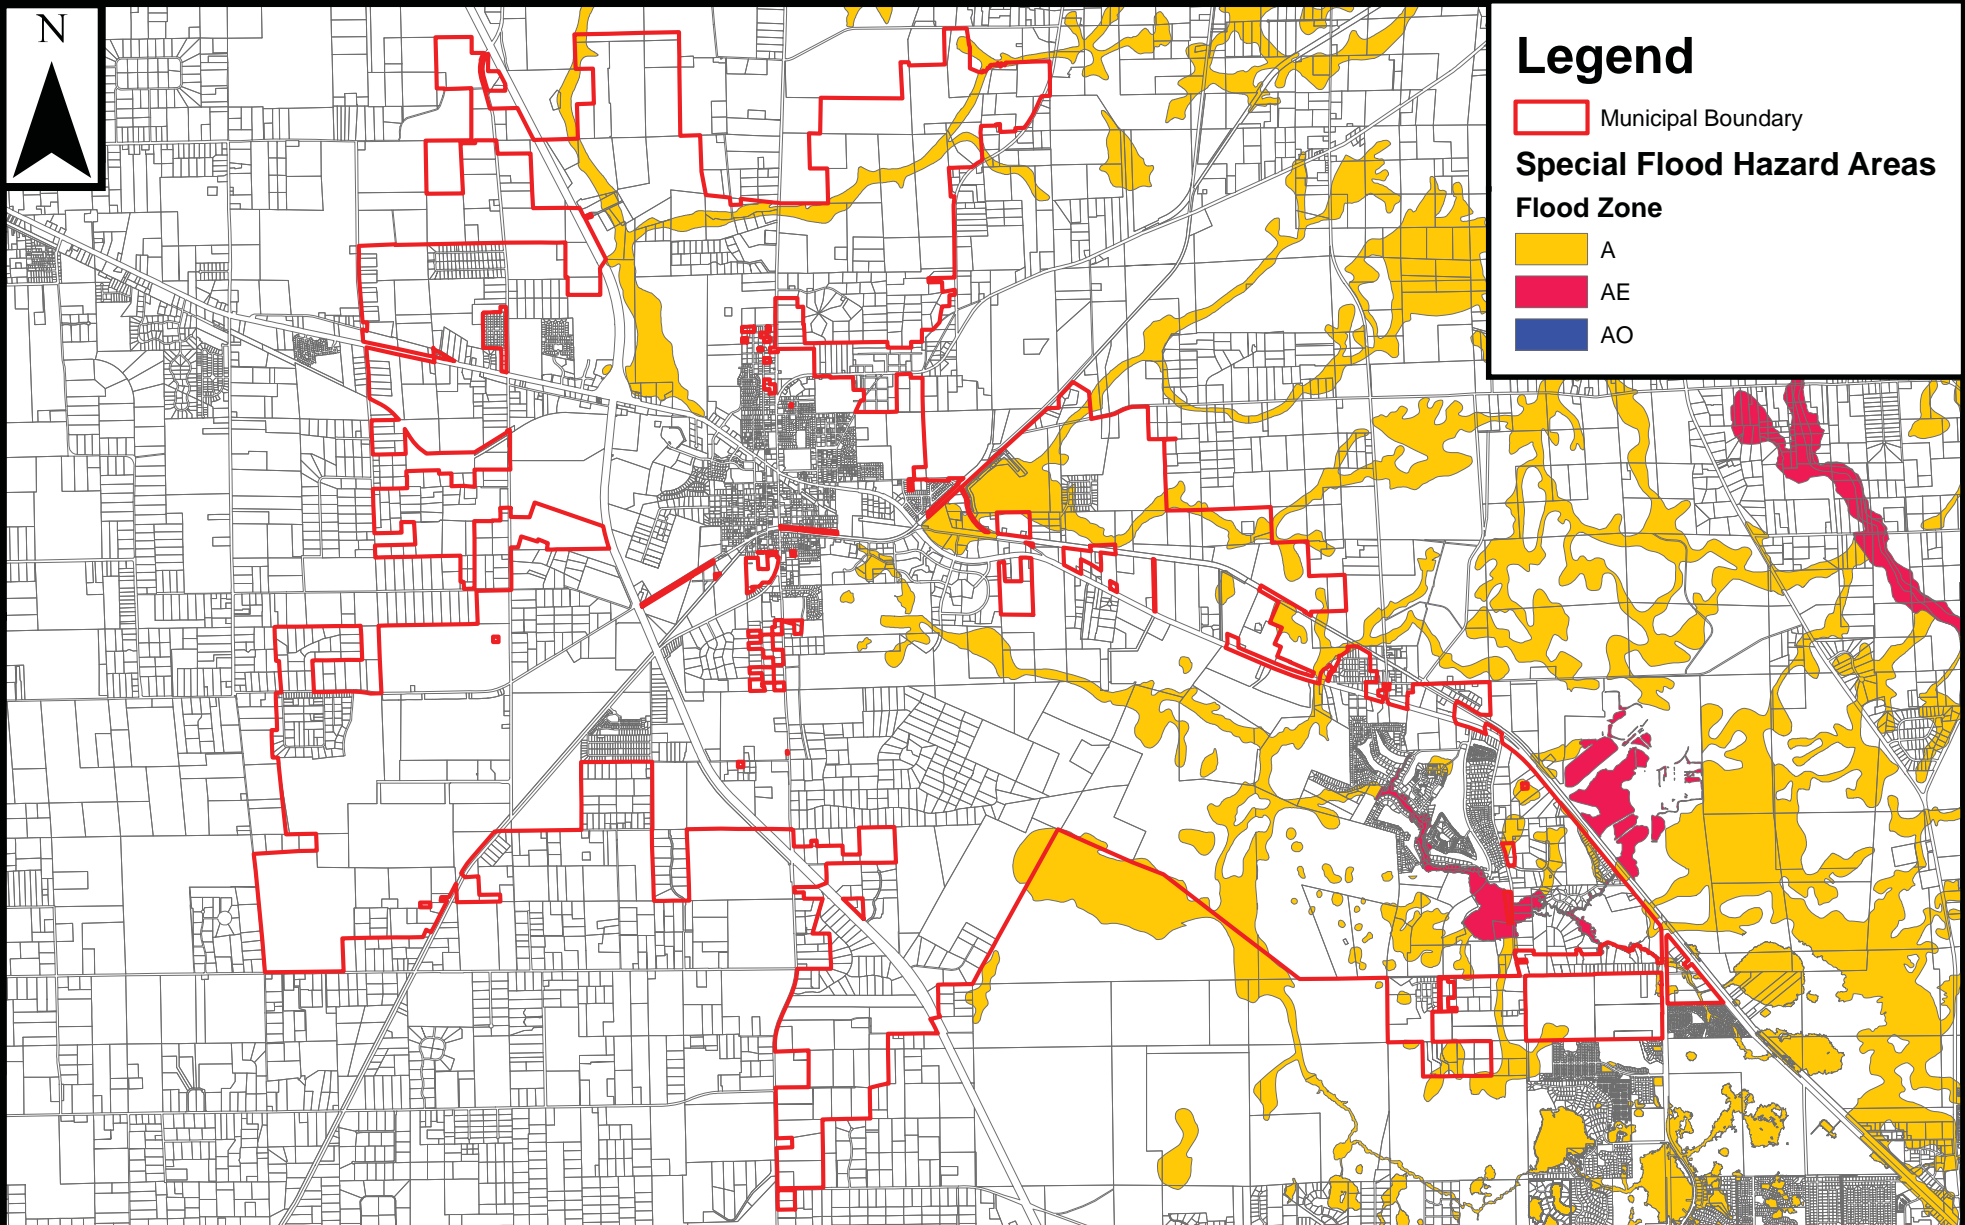 N
Legend
Municipal Boundary
Special Flood Hazard Areas
Flood Zone
A
AE
AO